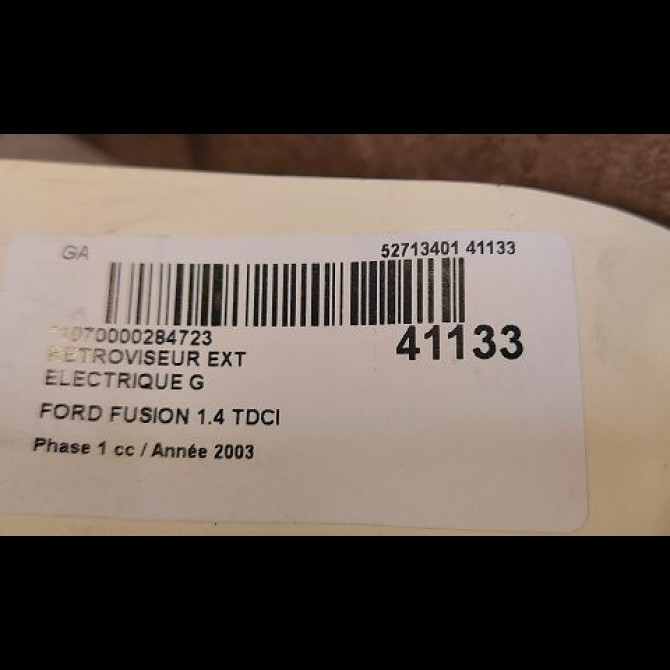 GA 52713401 41133
41133
RETROVISEUR EXT
ELECTRIQUE G
FORD FUSION 1.4 TDCI
Phase 1 cc / Année 2003